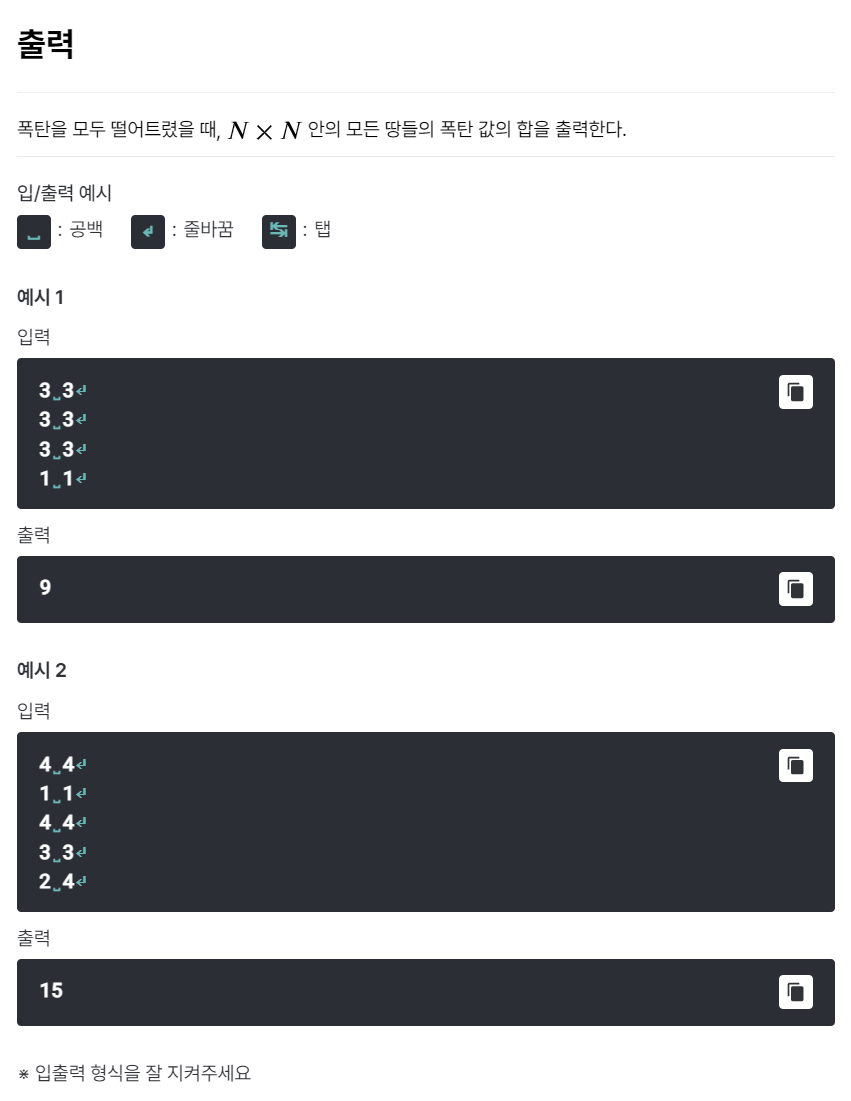 출력
폭탄을 모두 떨어트렸을 때, N × N 안의 모든 땅들의 폭탄 값의 합을 출력한다.
입/출력 예시
␣ : 공백 ↲ : 줄바꿈 ↹ : 탭
예시 1
입력
3␣3↲
3␣3↲
3␣3↲
1␣1↲
출력
9
예시 2
입력
4␣4↲
1␣1↲
4␣4↲
3␣3↲
2␣4↲
출력
15
※ 입출력 형식을 잘 지켜주세요